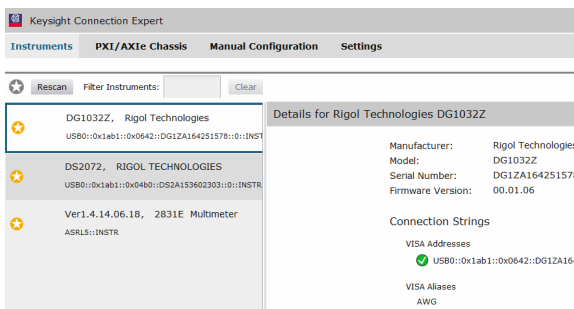 Keysight Connection Expert
Instruments PXI/AXIe Chassis Manual Configuration Settings
Rescan Filter Instruments: Clear
DG1032Z, Rigol Technologies
USB0::0x1ab1::0x0642::DG1ZA164251578::0::INST
DS2072, RIGOL TECHNOLOGIES
USB0::0x1ab1::0x04b0::DS2A153602303::0::INSTR
Ver1.4.14.06.18, 2831E Multimeter
ASRL5::INSTR
Details for Rigol Technologies DG1032Z
Manufacturer: Rigol Technologies
Model: DG1032Z
Serial Number: DG1ZA164251578
Firmware Version: 00.01.06
Connection Strings
VISA Addresses
USB0::0x1ab1::0x0642::DG1ZA16
VISA Aliases
AWG